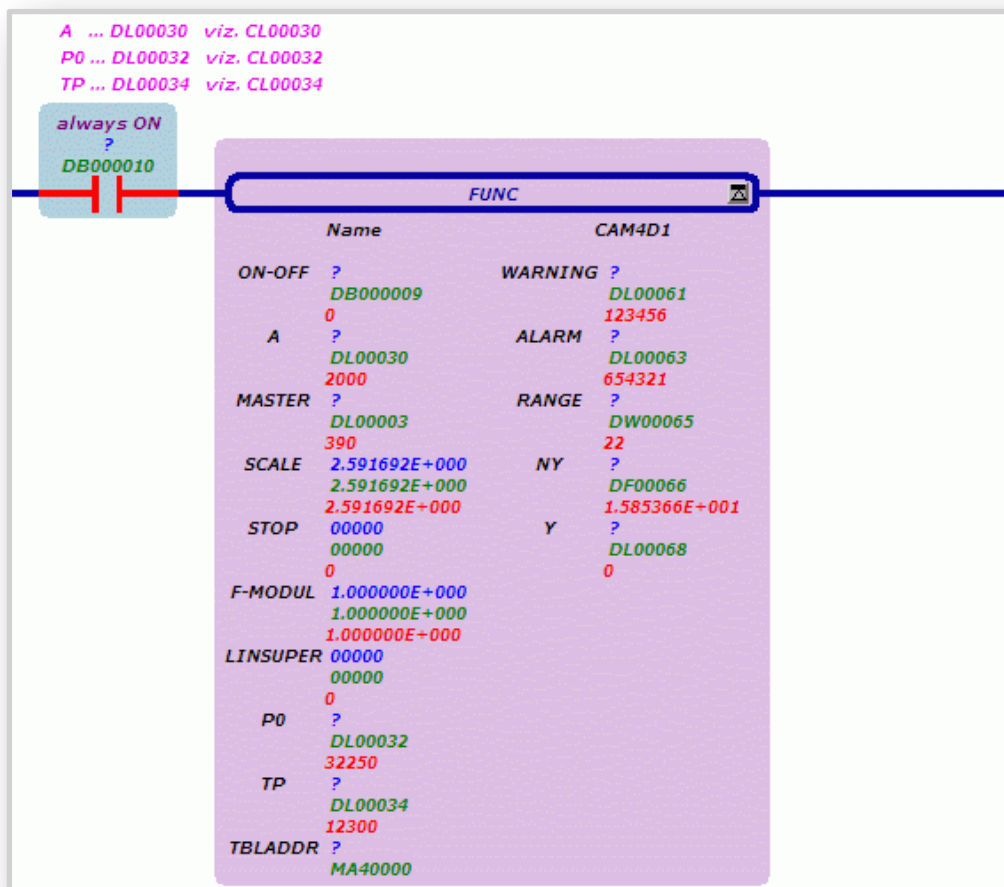 A ... DL00030 viz. CL00030
P0 ... DL00032 viz. CL00032
TP ... DL00034 viz. CL00034
always ON
?
DB000010
FUNC
Name CAM4D1
ON-OFF ? WARNING ?
DB000009 DL00061
0 123456
A ? ALARM ?
DL00030 DL00063
2000 654321
MASTER ? RANGE ?
DL00003 DW00065
390 22
SCALE 2.591692E+000 NY ?
2.591692E+000 DF00066
2.591692E+000 1.585366E+001
STOP 00000 Y ?
00000 DL00068
0 0
F-MODUL 1.000000E+000
1.000000E+000
1.000000E+000
LINSUPER 00000
00000
0
P0 ?
DL00032
32250
TP ?
DL00034
12300
TBLADDR ?
MA40000